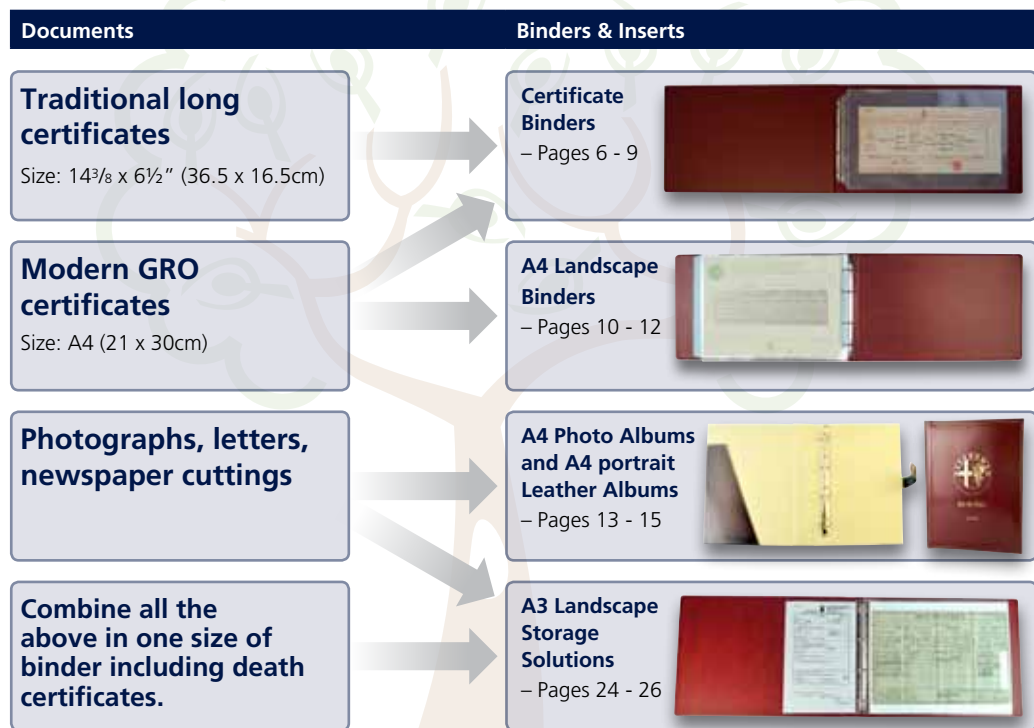 Documents
Binders & Inserts
Traditional long
certificates
Size: 14³/₈ x 6½” (36.5 x 16.5cm)
Certificate
Binders
– Pages 6 - 9
Modern GRO
certificates
Size: A4 (21 x 30cm)
A4 Landscape
Binders
– Pages 10 - 12
Photographs, letters,
newspaper cuttings
A4 Photo Albums
and A4 portrait
Leather Albums
– Pages 13 - 15
Combine all the
above in one size of
binder including death
certificates.
A3 Landscape
Storage
Solutions
– Pages 24 - 26